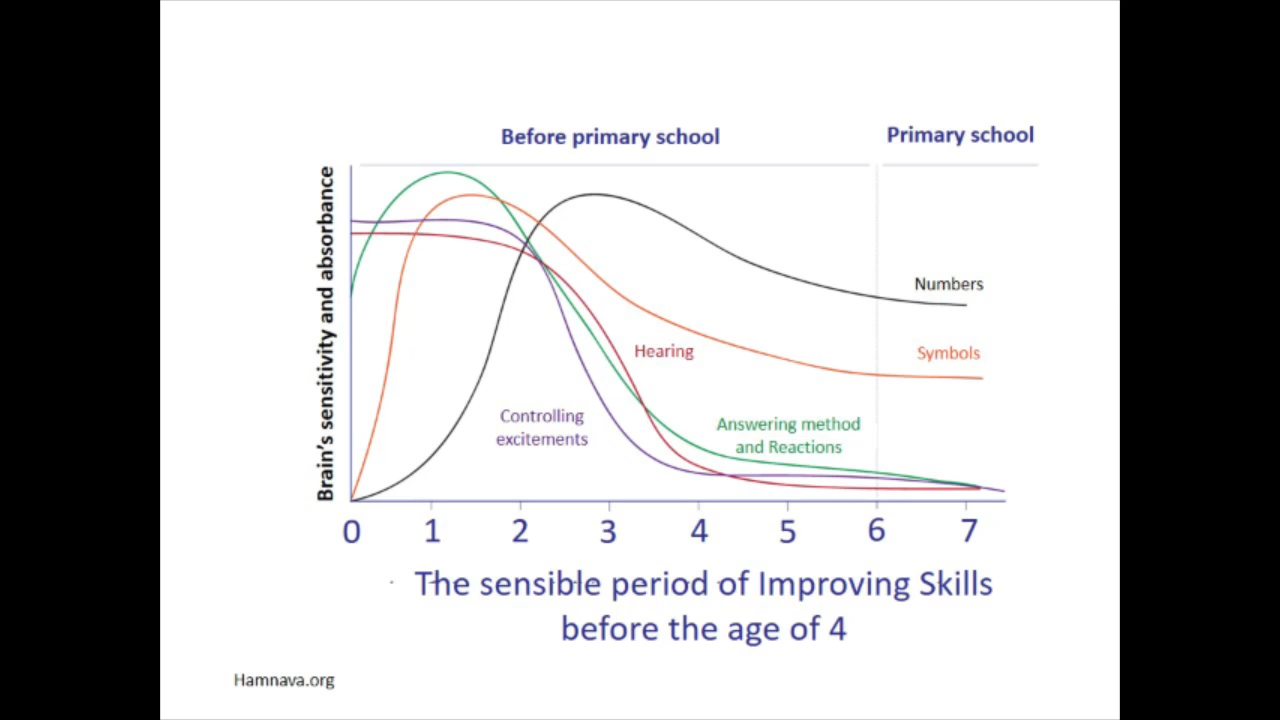 Before primary school
Primary school
Brain's sensitivity and absorbance
Numbers
Symbols
Hearing
Controlling
excitements
Answering method
and Reactions
0 1 2 3 4 5 6 7
The sensible period of Improving Skills
before the age of 4
Hamnava.org